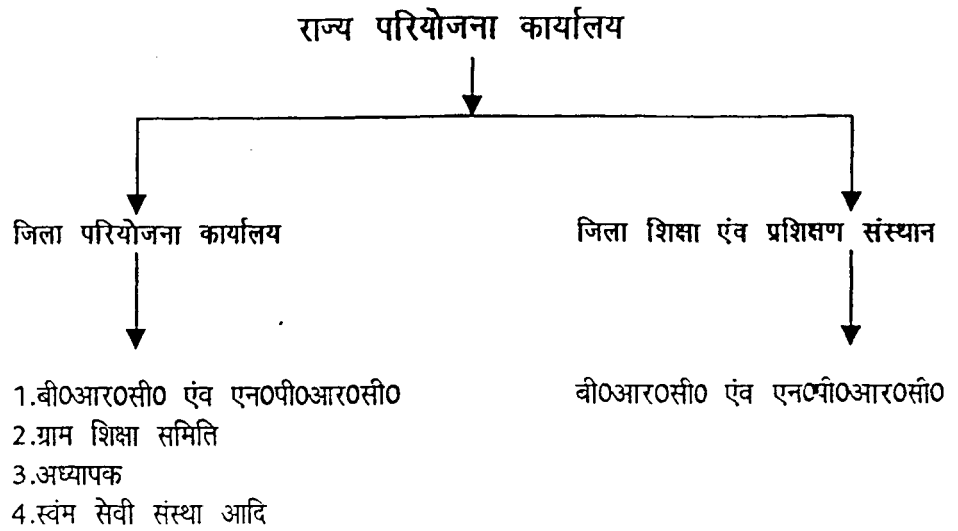 राज्य परियोजना कार्यालय
जिला परियोजना कार्यालय
जिला शिक्षा एंव प्रशिक्षण संस्थान
1.बी0आर0सी0 एंव एन0पी0आर0सी0
2.ग्राम शिक्षा समिति
3.अध्यापक
4.स्वंम सेवी संस्था आदि
बी0आर0सी0 एंव एन0पी0आर0सी0